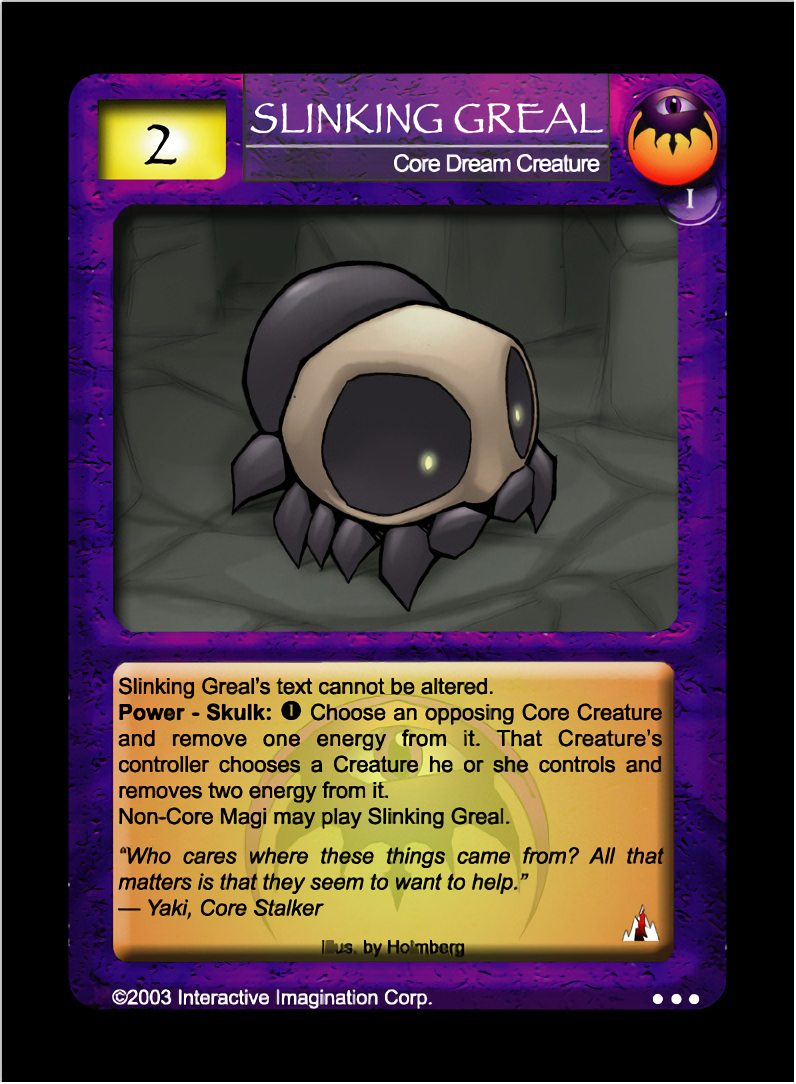 2
SLINKING GREAL
Core Dream Creature
I
Slinking Greal's text cannot be altered.
Power - Skulk: ❶ Choose an opposing Core Creature
and remove one energy from it. That Creature's
controller chooses a Creature he or she controls and
removes two energy from it.
Non-Core Magi may play Slinking Greal.
“Who cares where these things came from? All that
matters is that they seem to want to help.”
— Yaki, Core Stalker
Illus. by Holmberg
©2003 Interactive Imagination Corp.